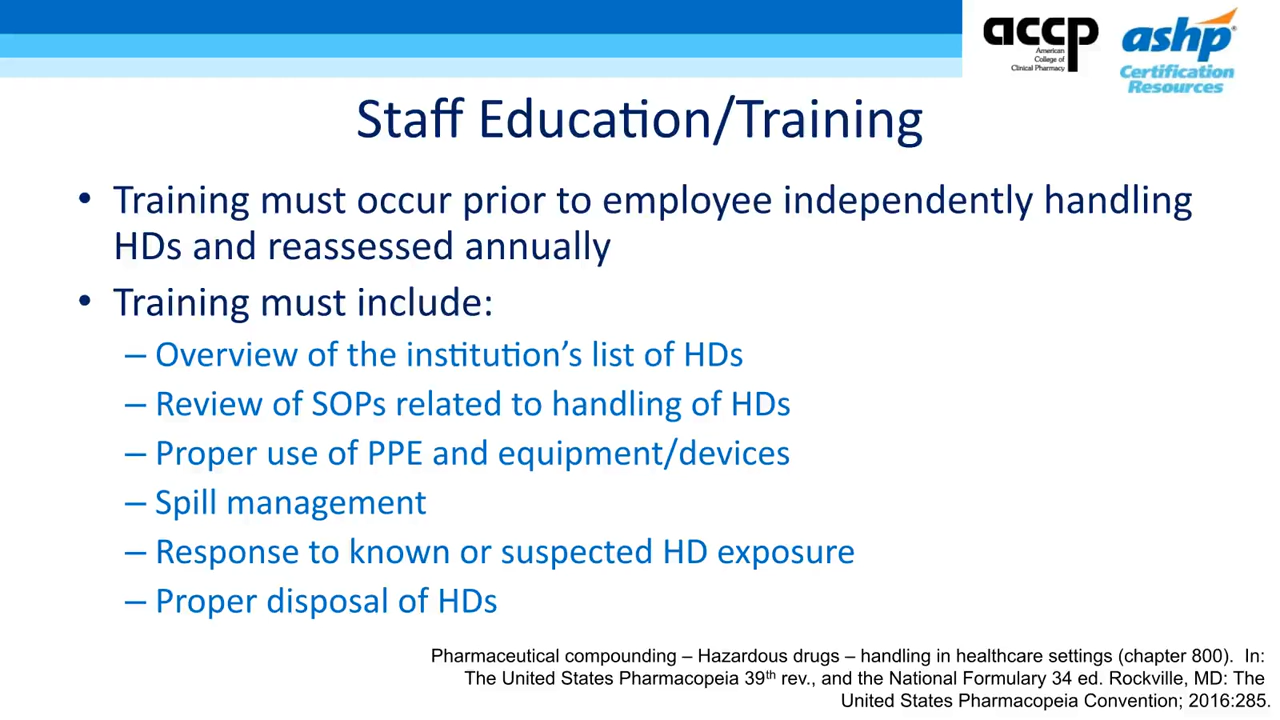 accp
American
College of
Clinical Pharmacy
ashp®
Certification
Resources
Staff Education/Training
• Training must occur prior to employee independently handling
HDs and reassessed annually
• Training must include:
– Overview of the institution’s list of HDs
– Review of SOPs related to handling of HDs
– Proper use of PPE and equipment/devices
– Spill management
– Response to known or suspected HD exposure
– Proper disposal of HDs
Pharmaceutical compounding – Hazardous drugs – handling in healthcare settings (chapter 800). In:
The United States Pharmacopeia 39th rev., and the National Formulary 34 ed. Rockville, MD: The
United States Pharmacopeia Convention; 2016:285.